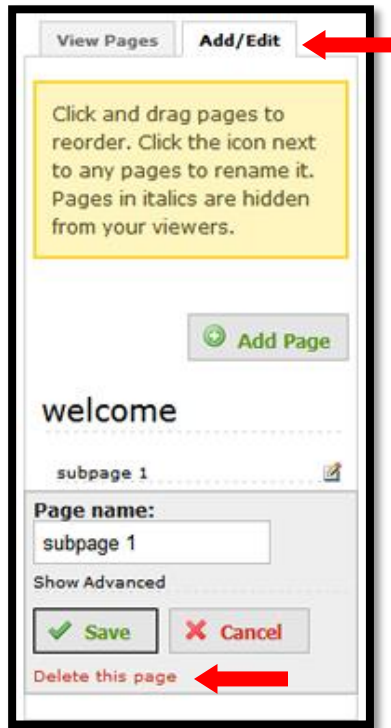 View Pages Add/Edit
Click and drag pages to
reorder. Click the icon next
to any pages to rename it.
Pages in italics are hidden
from your viewers.
Add Page
welcome
subpage 1
Page name:
subpage 1
Show Advanced
Save Cancel
Delete this page